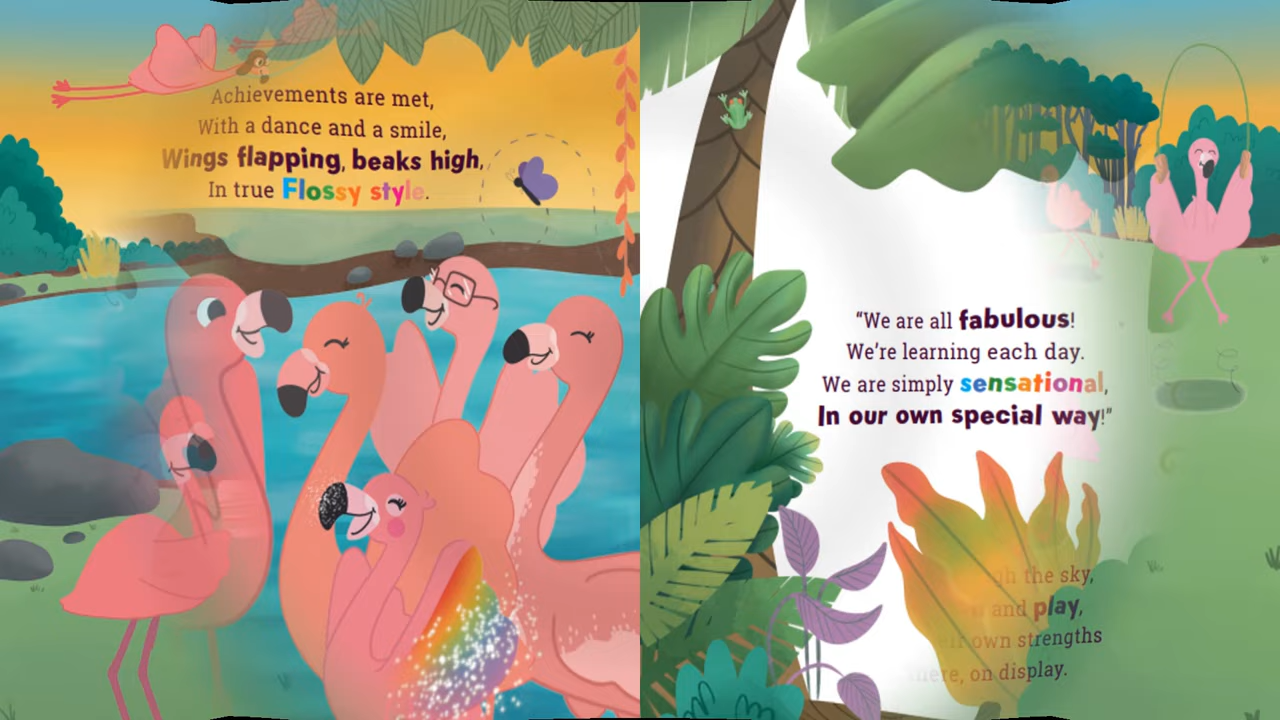 Achievements are met,
With a dance and a smile,
Wings flapping, beaks high,
In true Flossy style.
"We are all fabulous!
We're learning each day.
We are simply sensational,
In our own special way!"
the sky,
and play,
own strengths
on display.